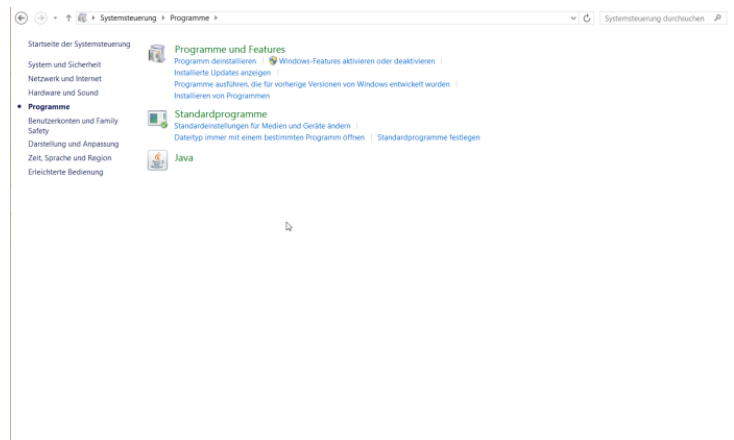 Systemsteuerung Programme
Systemsteuerung durchsuchen
Startseite der Systemsteuerung
System und Sicherheit
Netzwerk und Internet
Hardware und Sound
Programme
Benutzerkonten und Family
Safety
Darstellung und Anpassung
Zeit, Sprache und Region
Erleichterte Bedienung
Programme und Features
Programm deinstallieren
Windows-Features aktivieren oder deaktivieren
Installierte Updates anzeigen
Programme ausführen, die für vorherige Versionen von Windows entwickelt wurden
Installieren von Programmen
Standardprogramme
Standardeinstellungen für Medien und Geräte ändern
Dateityp immer mit einem bestimmten Programm öffnen
Standardprogramme festlegen
Java